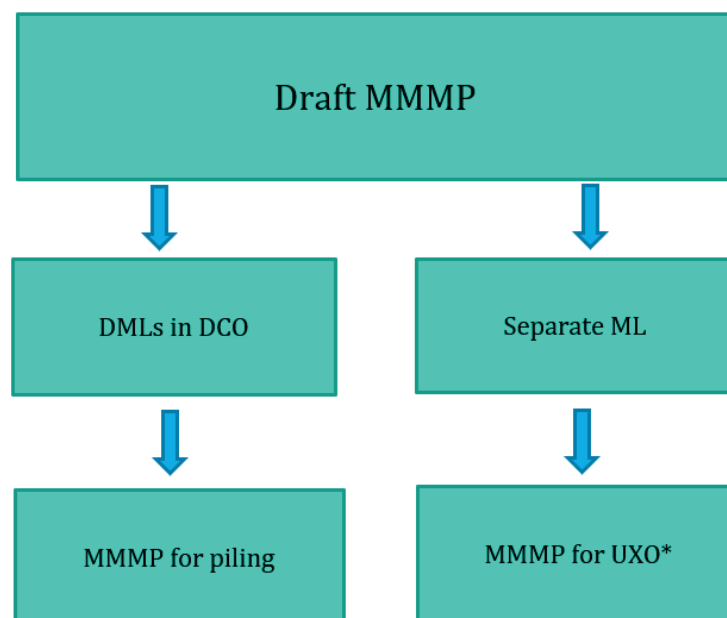 Draft MMMP
DMLs in DCO
Separate ML
MMMP for piling
MMMP for UXO*